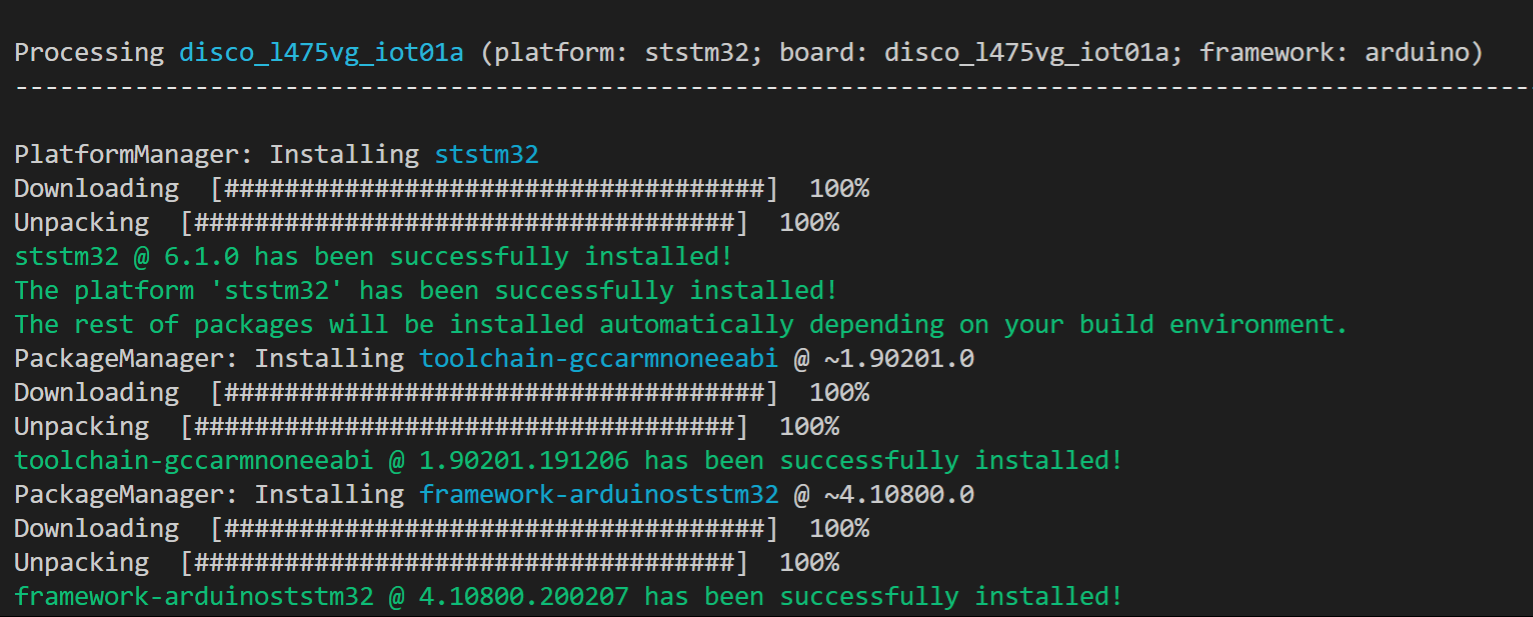 Processing disco_l475vg_iot01a (platform: ststm32; board: disco_l475vg_iot01a; framework: arduino)
-----------------------------------------------------------------------------------------------------
PlatformManager: Installing ststm32
Downloading  [####################################]  100%
Unpacking  [####################################]  100%
ststm32 @ 6.1.0 has been successfully installed!
The platform 'ststm32' has been successfully installed!
The rest of packages will be installed automatically depending on your build environment.
PackageManager: Installing toolchain-gccarmnoneeabi @ ~1.90201.0
Downloading  [####################################]  100%
Unpacking  [####################################]  100%
toolchain-gccarmnoneeabi @ 1.90201.191206 has been successfully installed!
PackageManager: Installing framework-arduinoststm32 @ ~4.10800.0
Downloading  [####################################]  100%
Unpacking  [####################################]  100%
framework-arduinoststm32 @ 4.10800.200207 has been successfully installed!